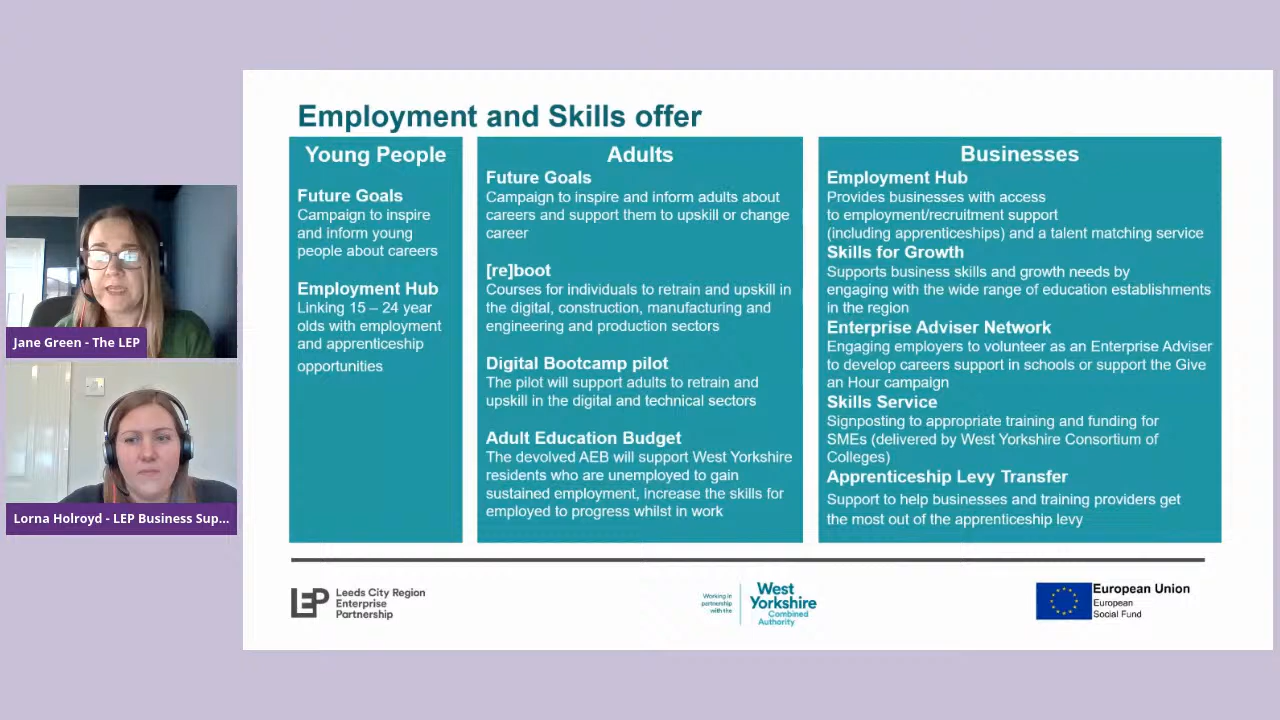 Employment and Skills offer
Young People
Future Goals
Campaign to inspire
and inform young
people about careers
Employment Hub
Linking 15 – 24 year
olds with employment
and apprenticeship
opportunities
Adults
Future Goals
Campaign to inspire and inform adults about
careers and support them to upskill or change
career
[re]boot
Courses for individuals to retrain and upskill in
the digital, construction, manufacturing and
engineering and production sectors
Digital Bootcamp pilot
The pilot will support adults to retrain and
upskill in the digital and technical sectors
Adult Education Budget
The devolved AEB will support West Yorkshire
residents who are unemployed to gain
sustained employment, increase the skills for
employed to progress whilst in work
Businesses
Employment Hub
Provides businesses with access
to employment/recruitment support
(including apprenticeships) and a talent matching service
Skills for Growth
Supports business skills and growth needs by
engaging with the wide range of education establishments
in the region
Enterprise Adviser Network
Engaging employers to volunteer as an Enterprise Adviser
to develop careers support in schools or support the Give
an Hour campaign
Skills Service
Signposting to appropriate training and funding for
SMEs (delivered by West Yorkshire Consortium of
Colleges)
Apprenticeship Levy Transfer
Support to help businesses and training providers get
the most out of the apprenticeship levy
Jane Green - The LEP
Lorna Holroyd - LEP Business Sup...
LEP
Leeds City Region
Enterprise
Partnership
Working in
partnership
with the
West
Yorkshire
Combined
Authority
European Union
European
Social Fund